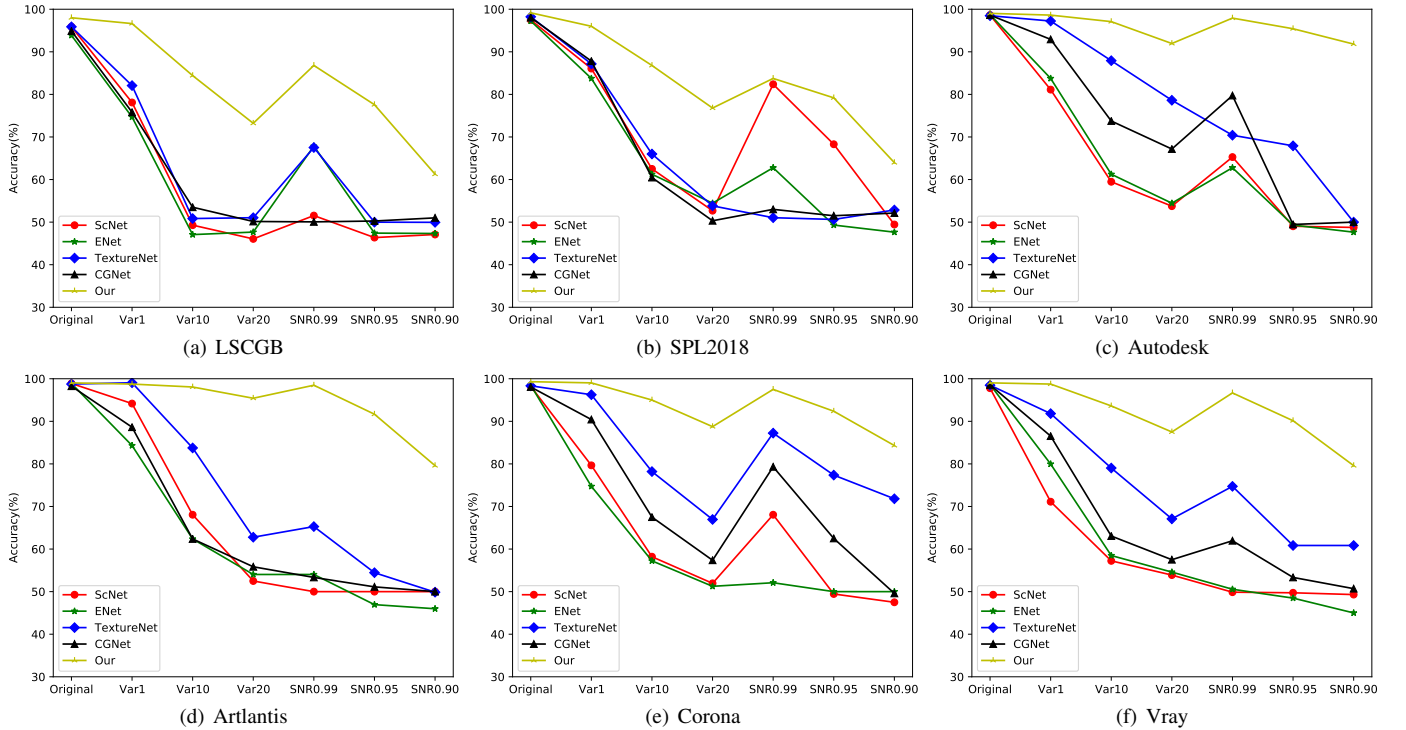 100
90
80
70
60
50
40
30
Accuracy(%)
ScNet
ENet
TextureNet
CGNet
Our
Original Var1 Var10 Var20 SNR0.99 SNR0.95 SNR0.90
(a) LSCGB
100
90
80
70
60
50
40
30
Accuracy(%)
ScNet
ENet
TextureNet
CGNet
Our
Original Var1 Var10 Var20 SNR0.99 SNR0.95 SNR0.90
(b) SPL2018
100
90
80
70
60
50
40
30
Accuracy(%)
ScNet
ENet
TextureNet
CGNet
Our
Original Var1 Var10 Var20 SNR0.99 SNR0.95 SNR0.90
(c) Autodesk
100
90
80
70
60
50
40
30
Accuracy(%)
ScNet
ENet
TextureNet
CGNet
Our
Original Var1 Var10 Var20 SNR0.99 SNR0.95 SNR0.90
(d) Artlantis
100
90
80
70
60
50
40
30
Accuracy(%)
ScNet
ENet
TextureNet
CGNet
Our
Original Var1 Var10 Var20 SNR0.99 SNR0.95 SNR0.90
(e) Corona
100
90
80
70
60
50
40
30
Accuracy(%)
ScNet
ENet
TextureNet
CGNet
Our
Original Var1 Var10 Var20 SNR0.99 SNR0.95 SNR0.90
(f) Vray